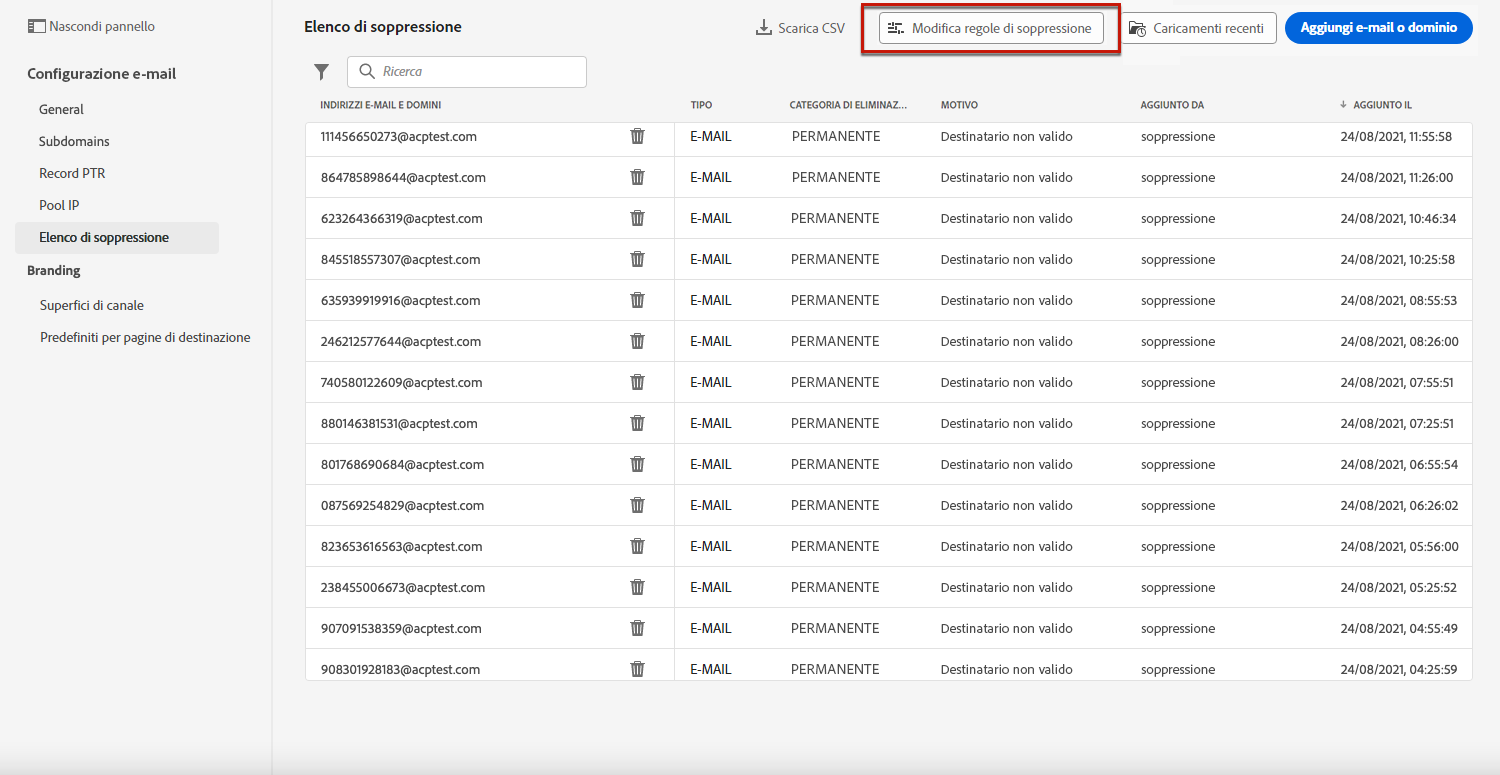 Nascondi pannello
Configurazione e-mail
General
Subdomains
Record PTR
Pool IP
Elenco di soppressione
Branding
Superfici di canale
Predefiniti per pagine di destinazione
Elenco di soppressione
Scarica CSV
Modifica regole di soppressione
Caricamenti recenti
Aggiungi e-mail o dominio
Ricerca
INDIRIZZI E-MAIL E DOMINI TIPO CATEGORIA DI ELIMINAZ... MOTIVO AGGIUNTO DA AGGIUNTO IL
111456650273@acptest.com E-MAIL PERMANENTE Destinatario non valido soppressione 24/08/2021, 11:55:58
864785898644@acptest.com E-MAIL PERMANENTE Destinatario non valido soppressione 24/08/2021, 11:26:00
623264366319@acptest.com E-MAIL PERMANENTE Destinatario non valido soppressione 24/08/2021, 10:46:34
845518557307@acptest.com E-MAIL PERMANENTE Destinatario non valido soppressione 24/08/2021, 10:25:58
635939919916@acptest.com E-MAIL PERMANENTE Destinatario non valido soppressione 24/08/2021, 08:55:53
246212577644@acptest.com E-MAIL PERMANENTE Destinatario non valido soppressione 24/08/2021, 08:26:00
740580122609@acptest.com E-MAIL PERMANENTE Destinatario non valido soppressione 24/08/2021, 07:55:51
880146381531@acptest.com E-MAIL PERMANENTE Destinatario non valido soppressione 24/08/2021, 07:25:51
801768690684@acptest.com E-MAIL PERMANENTE Destinatario non valido soppressione 24/08/2021, 06:55:54
087569254829@acptest.com E-MAIL PERMANENTE Destinatario non valido soppressione 24/08/2021, 06:26:02
823653616563@acptest.com E-MAIL PERMANENTE Destinatario non valido soppressione 24/08/2021, 05:56:00
238455006673@acptest.com E-MAIL PERMANENTE Destinatario non valido soppressione 24/08/2021, 05:25:52
907091538359@acptest.com E-MAIL PERMANENTE Destinatario non valido soppressione 24/08/2021, 04:55:49
908301928183@acptest.com E-MAIL PERMANENTE Destinatario non valido soppressione 24/08/2021, 04:25:59